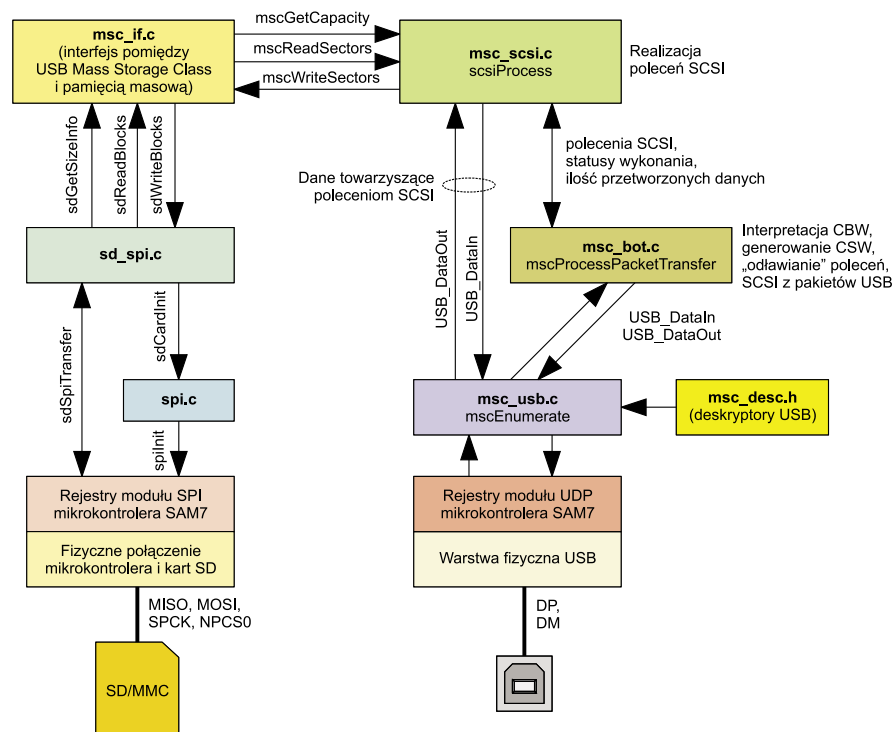 msc_if.c
(interfejs pomiędzy
USB Mass Storage Class
i pamięcią masową)
mscGetCapacity
mscReadSectors
mscWriteSectors
msc_scsi.c
scsiProcess
Realizacja
poleceń SCSI
sdGetSizeInfo
sdReadBlocks
sdWriteBlocks
Dane towarzyszące
poleceniom SCSI
polecenia SCSI,
statusy wykonania,
ilość przetworzonych danych
sd_spi.c
USB_DataOut
USB_DataIn
msc_bot.c
mscProcessPacketTransfer
Interpretacja CBW,
generowanie CSW,
„odławianie” poleceń,
SCSI z pakietów USB
sdSpiTransfer
sdCardInit
USB_DataIn
USB_DataOut
spi.c
msc_usb.c
mscEnumerate
msc_desc.h
(deskryptory USB)
spiInit
Rejestry modułu SPI
mikrokontrolera SAM7
Fizyczne połączenie
mikrokontrolera i kart SD
Rejestry modułu UDP
mikrokontrolera SAM7
Warstwa fizyczna USB
MISO, MOSI,
SPCK, NPCS0
DP,
DM
SD/MMC